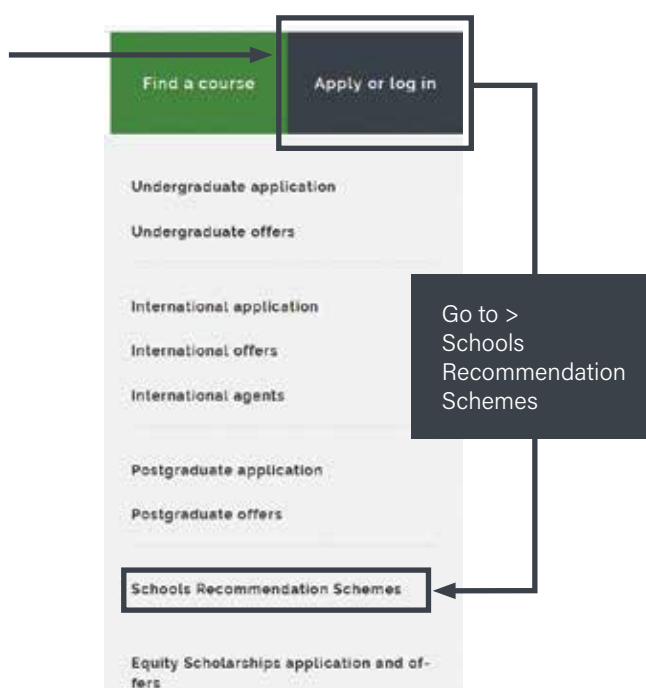 Find a course
Apply or log in
Undergraduate application
Undergraduate offers
International application
International offers
International agents
Go to >
Schools
Recommendation
Schemes
Postgraduate application
Postgraduate offers
Schools Recommendation Schemes
Equity Scholarships application and of-
fers